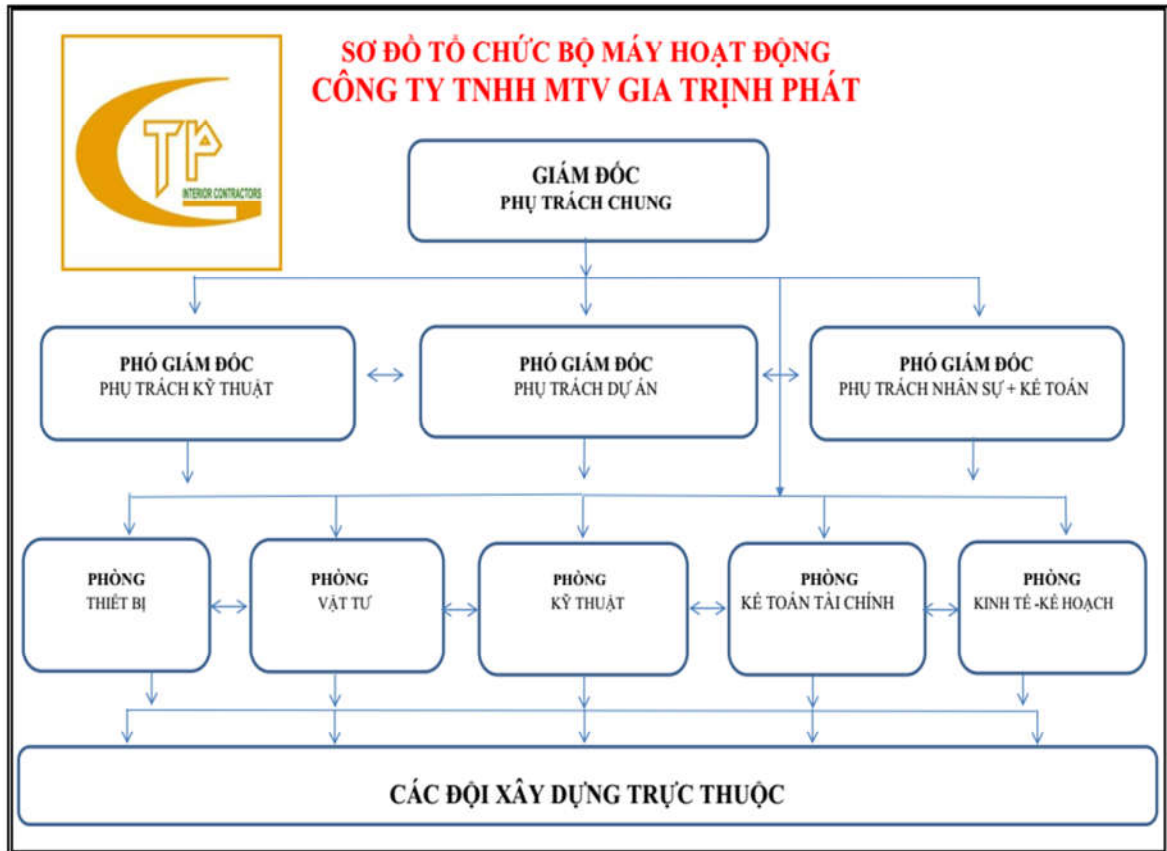 SƠ ĐỒ TỔ CHỨC BỘ MÁY HOẠT ĐỘNG
CÔNG TY TNHH MTV GIA TRỊNH PHÁT
GTP
INTERIOR CONTRACTORS
GIÁM ĐỐC
PHỤ TRÁCH CHUNG
PHÓ GIÁM ĐỐC
PHỤ TRÁCH KỸ THUẬT
PHÓ GIÁM ĐỐC
PHỤ TRÁCH DỰ ÁN
PHÓ GIÁM ĐỐC
PHỤ TRÁCH NHÂN SỰ + KẾ TOÁN
PHÒNG
THIẾT BỊ
PHÒNG
VẬT TƯ
PHÒNG
KỸ THUẬT
PHÒNG
KẾ TOÁN TÀI CHÍNH
PHÒNG
KINH TẾ -KẾ HOẠCH
CÁC ĐỘI XÂY DỰNG TRỰC THUỘC